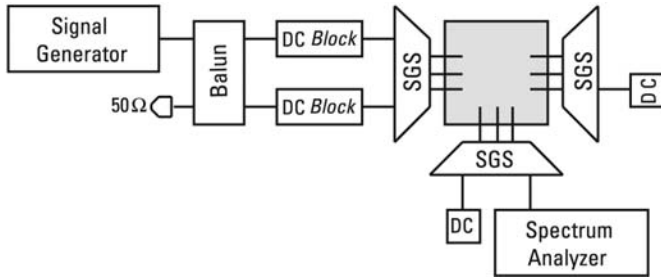 Signal
Generator
50Ω
Balun
DC Block
DC Block
SGS
SGS
DC
SGS
DC
Spectrum
Analyzer